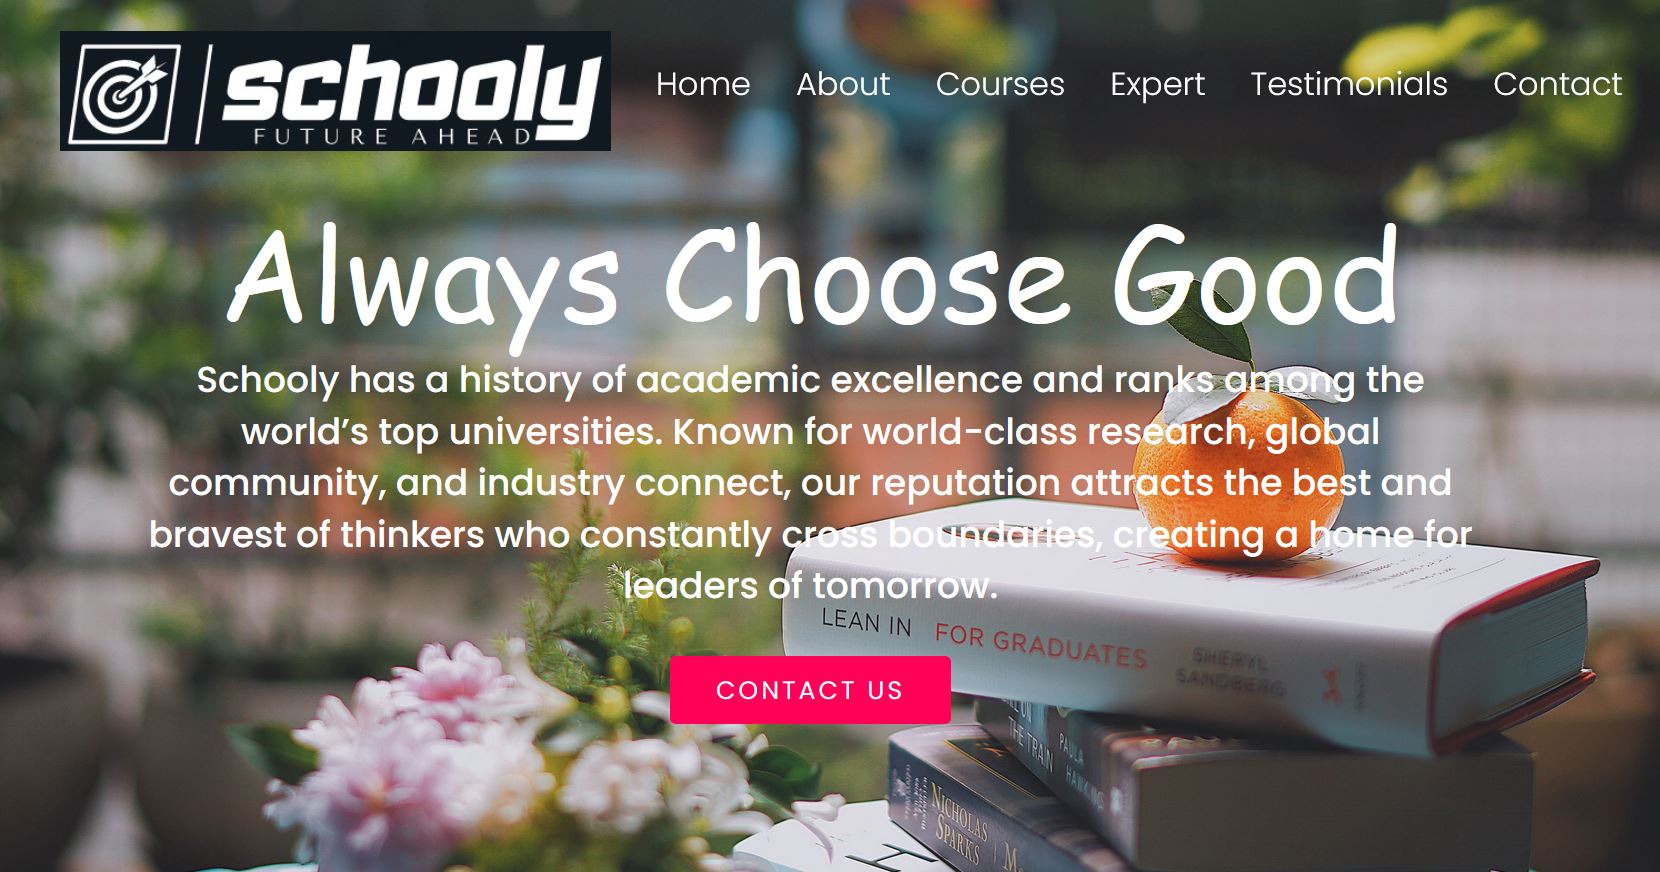 schooly
FUTURE AHEAD
Home About Courses Expert Testimonials Contact
Always Choose Good
Schooly has a history of academic excellence and ranks among the
world's top universities. Known for world-class research, global
community, and industry connect, our reputation attracts the best and
bravest of thinkers who constantly cross boundaries, creating a home for
leaders of tomorrow.
LEAN IN FOR GRADUATES SHERYL
SANDBERG
CONTACT US
THE TRAIN
PAULA
HAWKINS
NICHOLAS
SPARKS